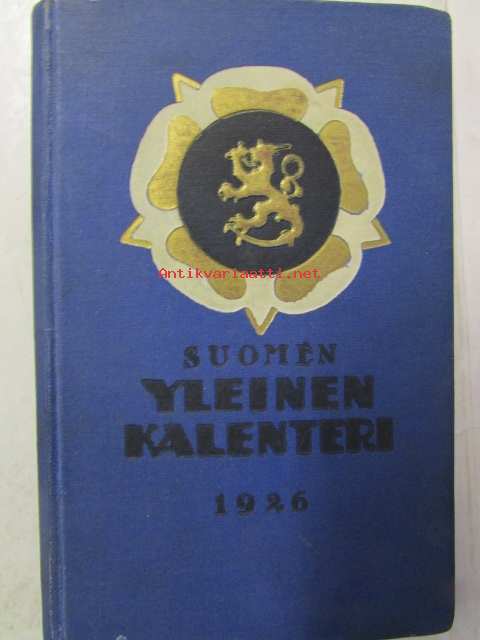 Antikvariaatti.net
SUOMEN
YLEINEN
KALENTERI
1926